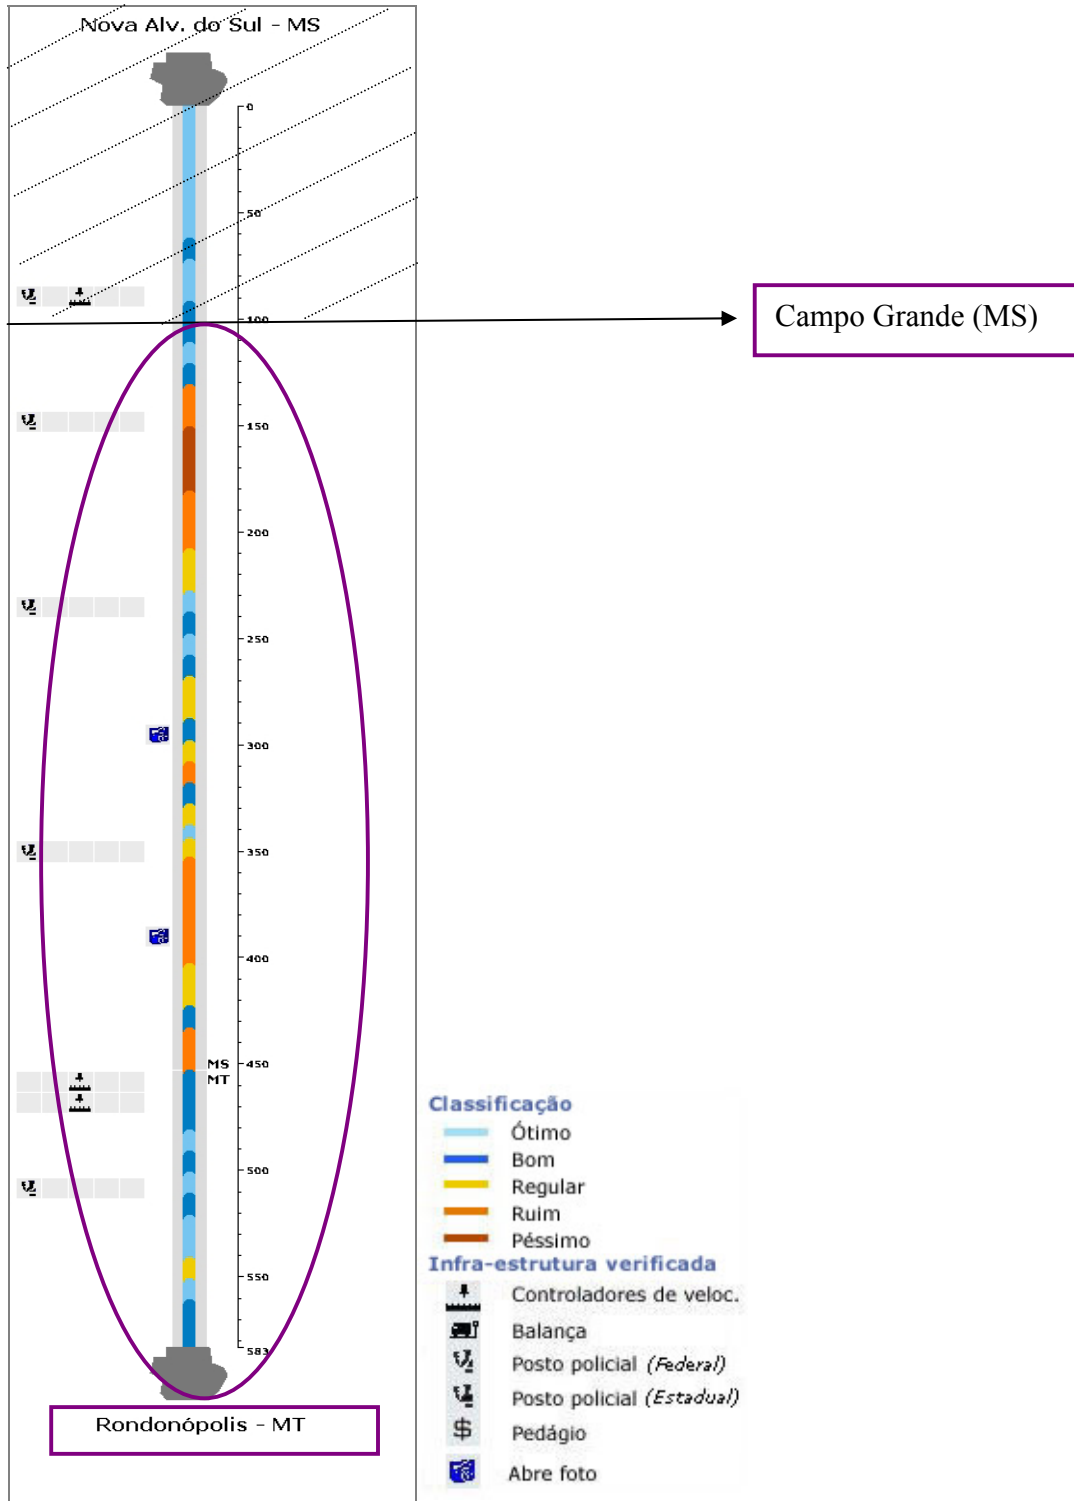 Nova Alv. do Sul - MS
0
50
100
Campo Grande (MS)
150
200
250
300
350
400
450
MS
MT
500
550
583
Rondonópolis - MT
Classificação
Ótimo
Bom
Regular
Ruim
Péssimo
Infra-estrutura verificada
Controladores de veloc.
Balança
Posto policial (Federal)
Posto policial (Estadual)
$ Pedágio
Abre foto